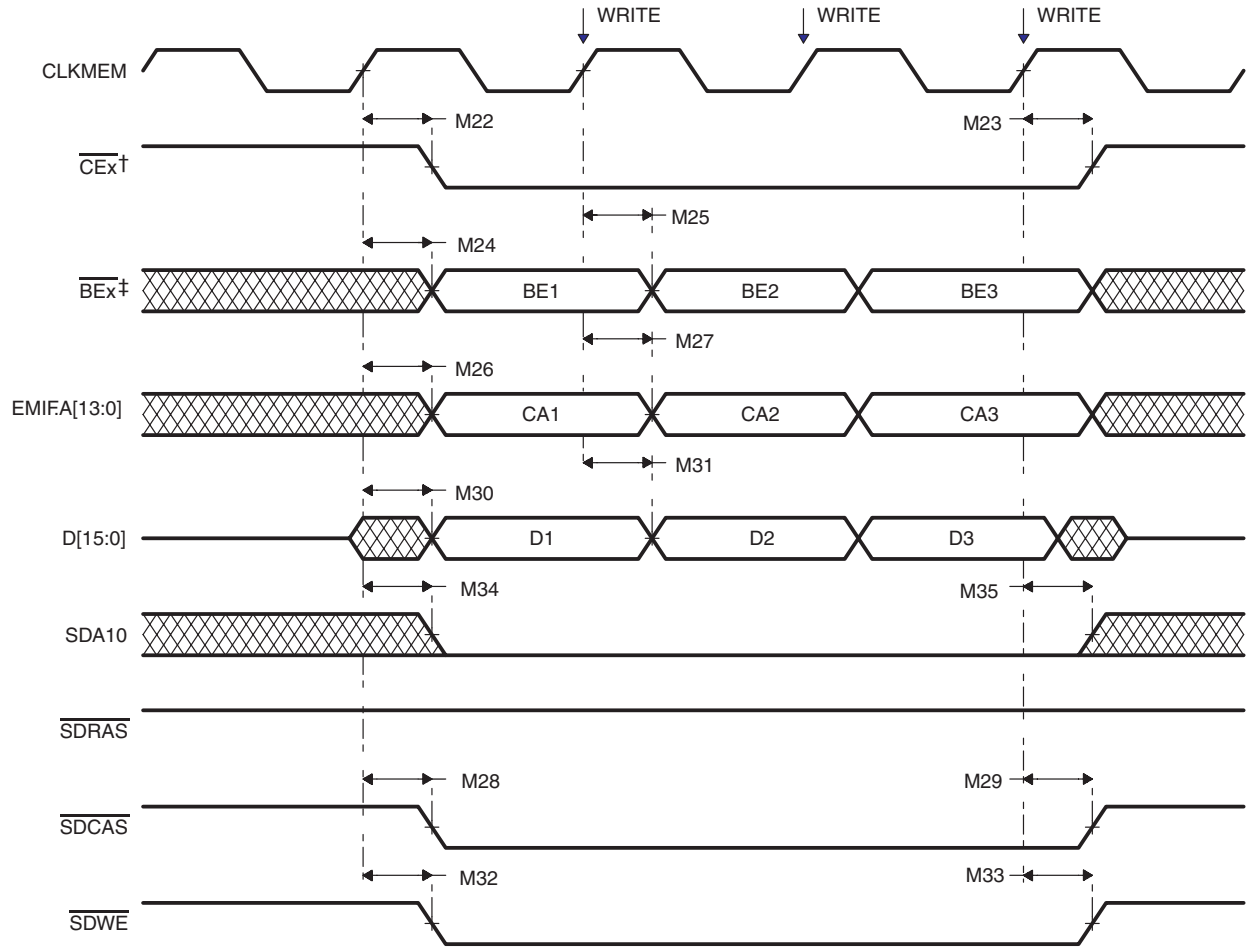 WRITE WRITE WRITE
CLKMEM
M22 M23
CEx†
M25
M24
BEx‡ BE1 BE2 BE3
M27
M26
EMIF.A[13:0] CA1 CA2 CA3
M31
M30
D[15:0] D1 D2 D3
M34 M35
SDA10
SDRAS
M28 M29
SDCAS
M32 M33
SDWE